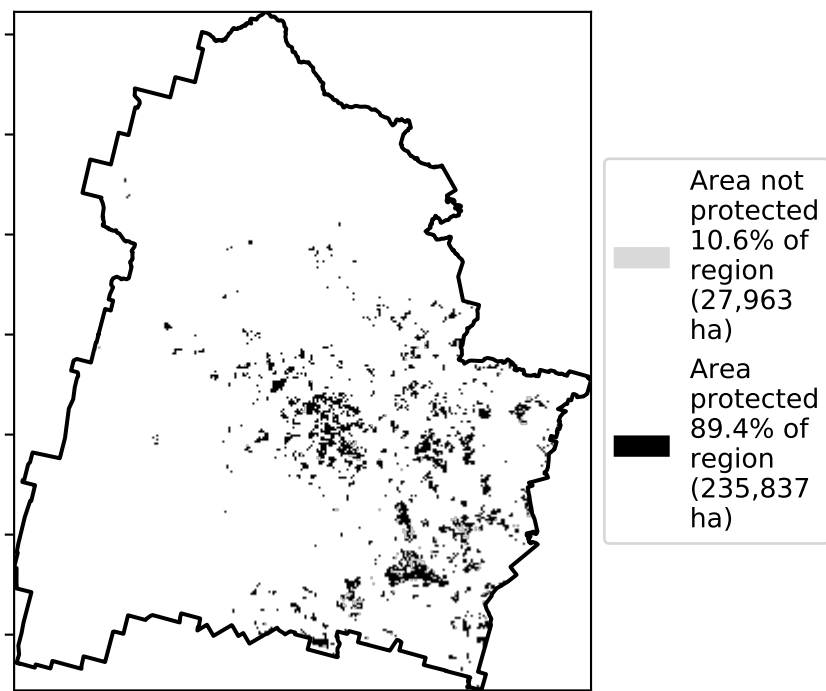 Area not
protected
10.6% of
region
(27,963
ha)
Area
protected
89.4% of
region
(235,837
ha)